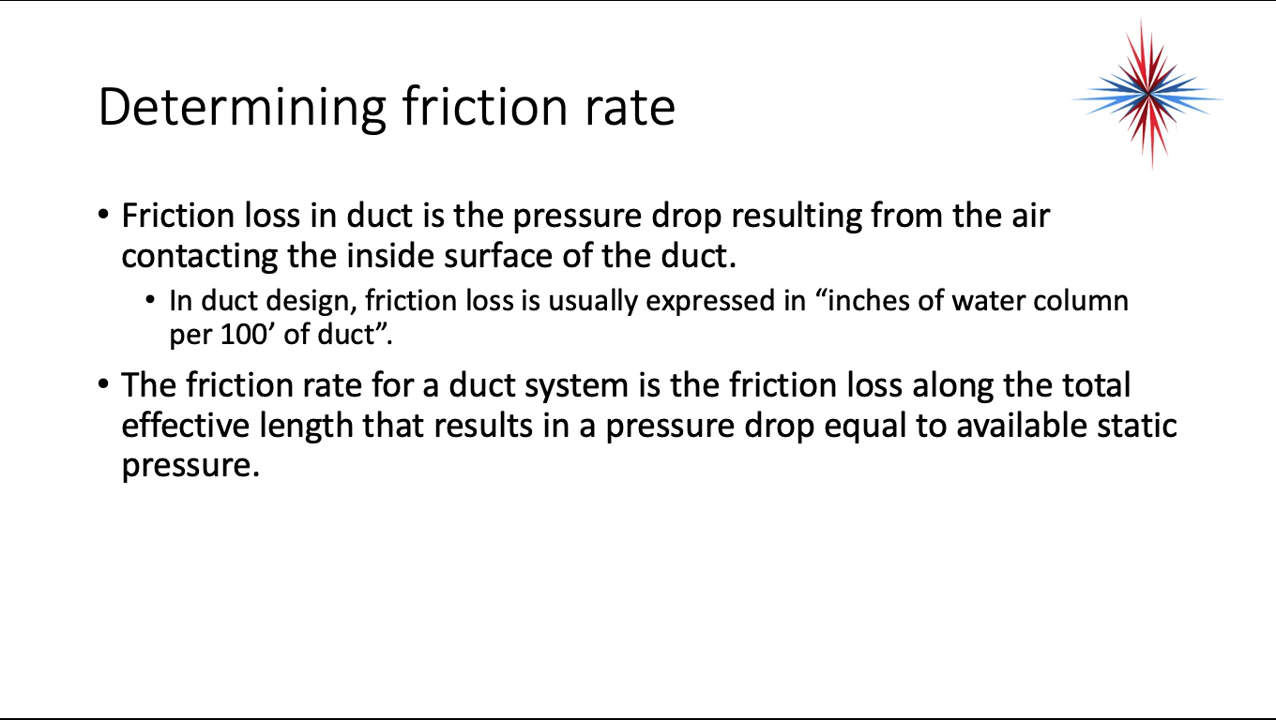 Determining friction rate
• Friction loss in duct is the pressure drop resulting from the air
contacting the inside surface of the duct.
• In duct design, friction loss is usually expressed in “inches of water column
per 100’ of duct”.
• The friction rate for a duct system is the friction loss along the total
effective length that results in a pressure drop equal to available static
pressure.